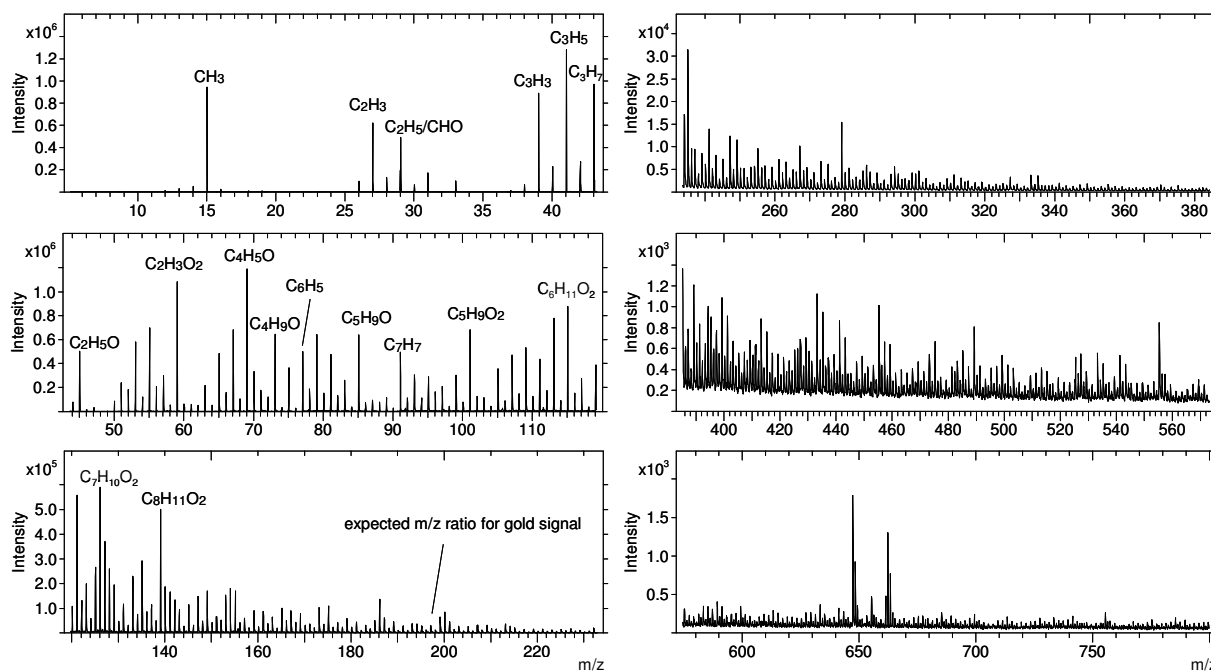 x10⁶
Intensity
1.2
1.0
0.8
0.6
0.4
0.2
CH₃
C₂H₃
C₂H₅/CHO
C₃H₃
C₃H₅
C₃H₇
10 15 20 25 30 35 40
x10⁴
Intensity
3.0
2.5
2.0
1.5
1.0
0.5
260 280 300 320 340 360 380
x10⁶
Intensity
1.0
0.8
0.6
0.4
0.2
C₂H₅O
C₂H₃O₂
C₄H₅O
C₄H₉O
C₆H₅
C₅H₉O
C₇H₇
C₅H₉O₂
C₆H₁₁O₂
50 60 70 80 90 100 110
x10³
Intensity
1.2
1.0
0.8
0.6
0.4
0.2
400 420 440 460 480 500 520 540 560
x10⁵
Intensity
5.0
4.0
3.0
2.0
1.0
C₇H₁₀O₂
C₈H₁₁O₂
expected m/z ratio for gold signal
140 160 180 200 220
m/z
x10³
Intensity
1.5
1.0
0.5
600 650 700 750